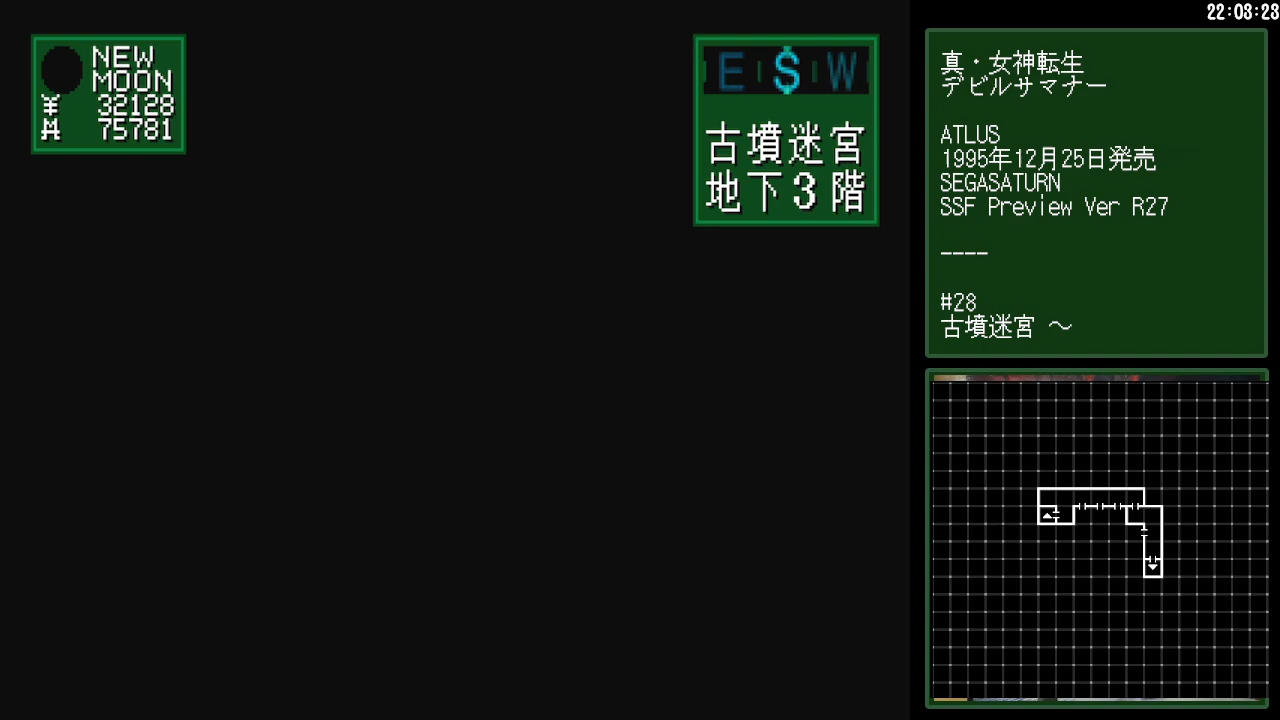 22:03:23
NEW
MOON
¥ 32128
75781
E S W
古墳迷宮
地下3階
真・女神転生
デビルサマナー
ATLUS
1995年12月25日発売
SEGASATURN
SSF Preview Ver R27
----
#28
古墳迷宮 ～